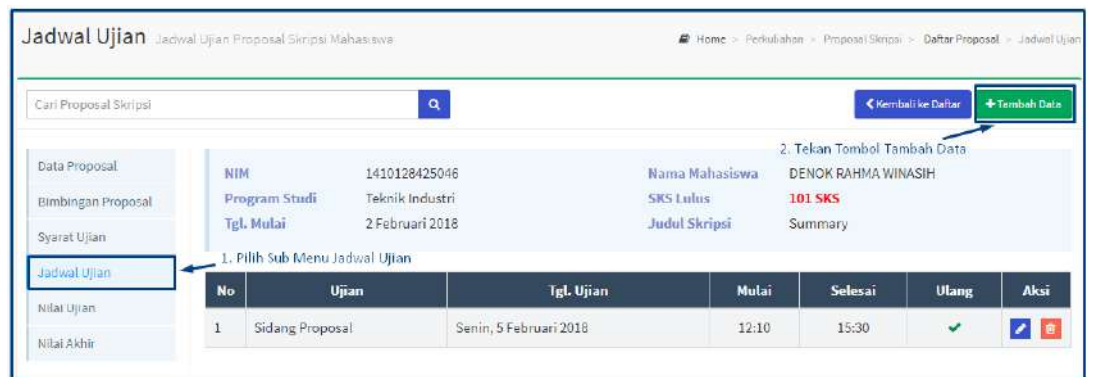 Jadwal Ujian Jadwal Ujian Proposal Skripsi Mahasiswa
Home > Perkuliahan > Proposal Skripsi > Daftar Proposal > Jadwal Ujian
Cari Proposal Skripsi
Kembali ke Daftar
+ Tambah Data
2. Tekan Tombol Tambah Data
Data Proposal
Bimbingan Proposal
Syarat Ujian
Jadwal Ujian
Nilai Ujian
Nilai Akhir
NIM 1410128425046 Nama Mahasiswa DENOK RAHMA WINASIH
Program Studi Teknik Industri SKS Lulus 101 SKS
Tgl. Mulai 2 Februari 2018 Judul Skripsi Summary
1. Pilih Sub Menu Jadwal Ujian
No Ujian Tgl. Ujian Mulai Selesai Ulang Aksi
1 Sidang Proposal Senin, 5 Februari 2018 12:10 15:30